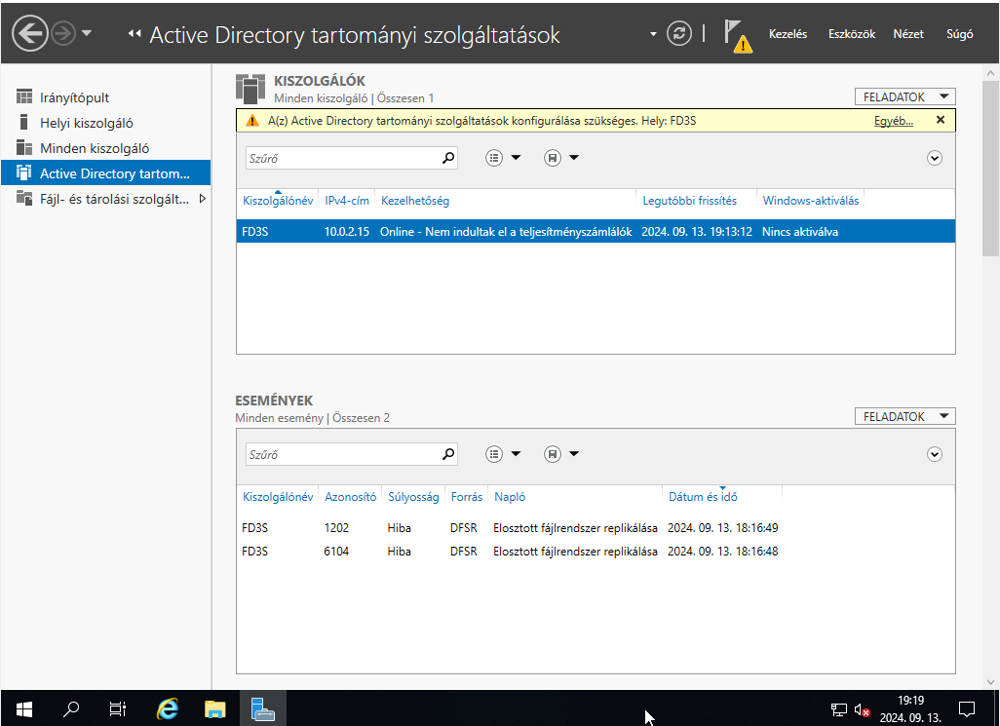 Active Directory tartományi szolgáltatások
Kezelés Eszközök Nézet Súgó
Irányítópult
Helyi kiszolgáló
Minden kiszolgáló
Active Directory tartom...
Fájl- és tárolási szolgált...
KISZOLGÁLÓK
Minden kiszolgáló | Összesen 1
FELADATOK
A(z) Active Directory tartományi szolgáltatások konfigurálása szükséges. Hely: FD3S Egyéb...
Szűrő
Kiszolgálónév IPv4-cím Kezelhetőség Legutóbbi frissítés Windows-aktiválás
FD3S 10.0.2.15 Online - Nem indultak el a teljesítményszámlálók 2024. 09. 13. 19:13:12 Nincs aktiválva
ESEMÉNYEK
Minden esemény | Összesen 2
FELADATOK
Szűrő
Kiszolgálónév Azonosító Súlyosság Forrás Napló Dátum és idő
FD3S 1202 Hiba DFSR Elosztott fájlrendszer replikálása 2024. 09. 13. 18:16:49
FD3S 6104 Hiba DFSR Elosztott fájlrendszer replikálása 2024. 09. 13. 18:16:48
19:19
2024. 09. 13.